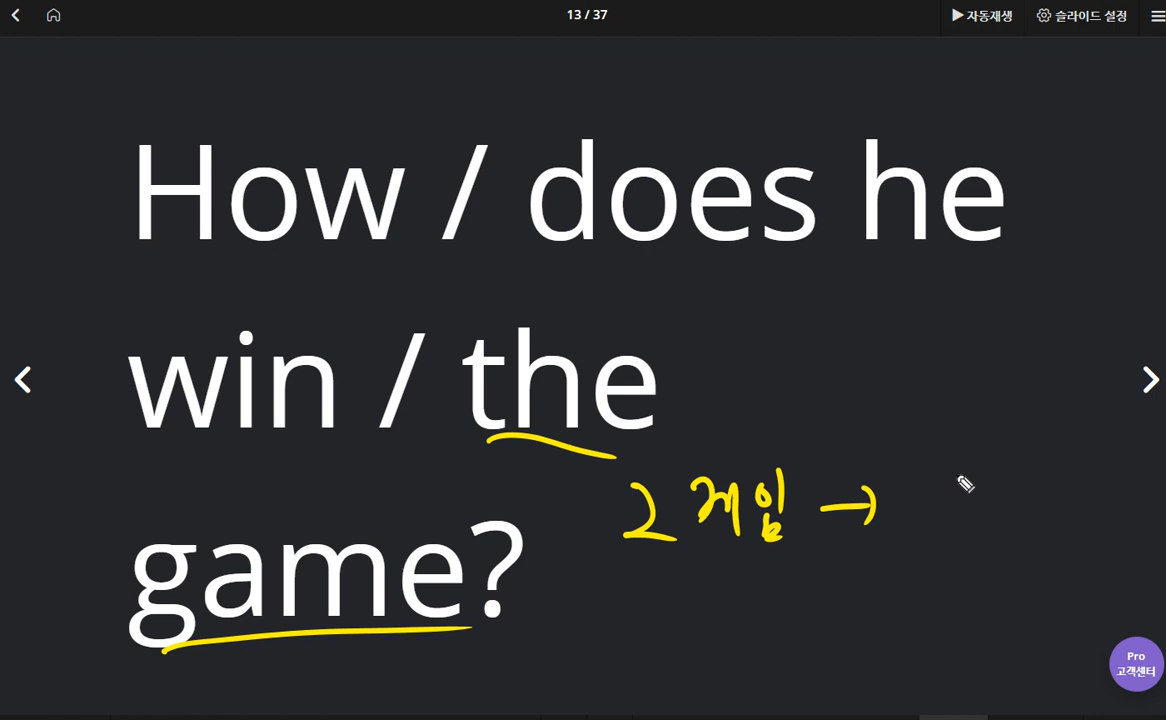 13 / 37
▶자동재생
슬라이드 설정
How / does he
win / the
2 게임 →
game?
Pro
고객센터